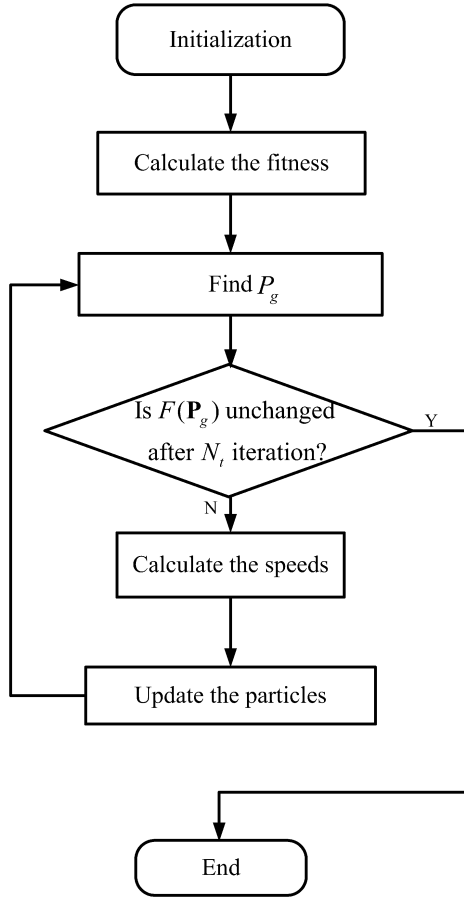 Initialization
Calculate the fitness
Find P_g
Is F(P_g) unchanged
after N_t iteration?
Y
N
Calculate the speeds
Update the particles
End